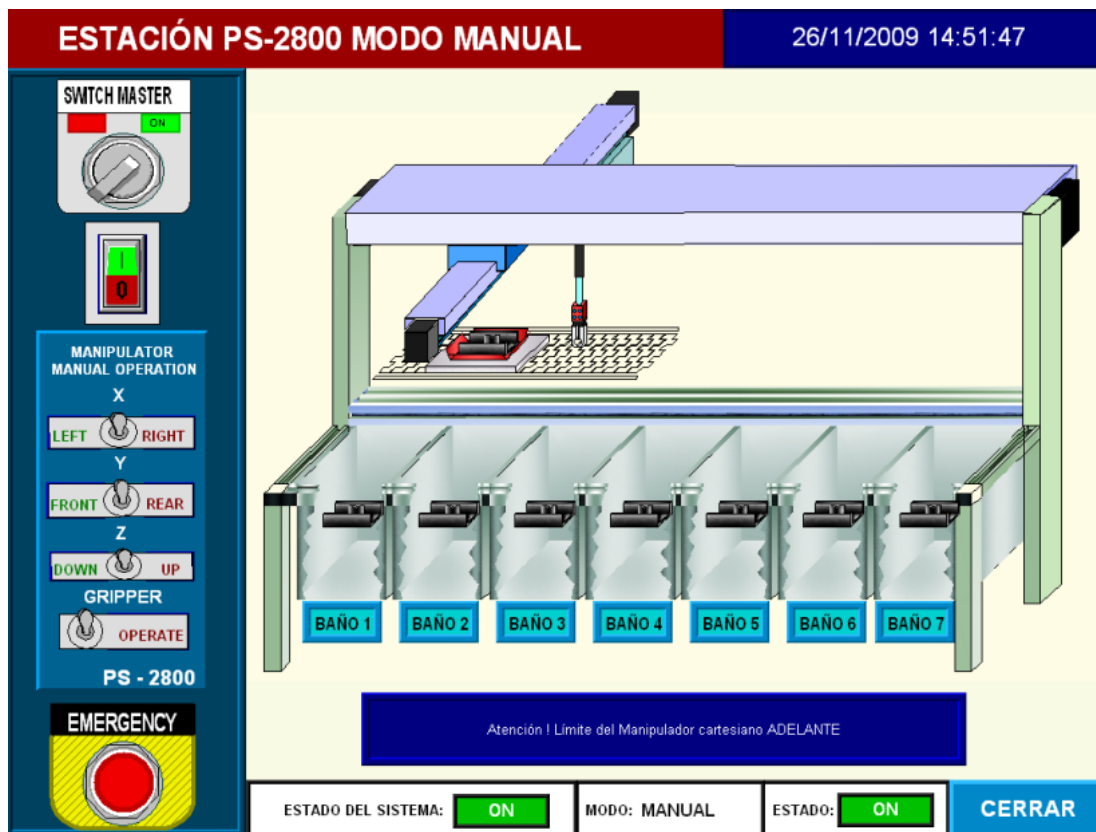 ESTACIÓN PS-2800 MODO MANUAL
26/11/2009 14:51:47
SWITCH MASTER
ON
I
0
MANIPULATOR
MANUAL OPERATION
X
LEFT RIGHT
Y
FRONT REAR
Z
DOWN UP
GRIPPER
OPERATE
PS - 2800
EMERGENCY
BAÑO 1 BAÑO 2 BAÑO 3 BAÑO 4 BAÑO 5 BAÑO 6 BAÑO 7
Atención ! Límite del Manipulador cartesiano ADELANTE
ESTADO DEL SISTEMA: ON MODO: MANUAL ESTADO: ON CERRAR